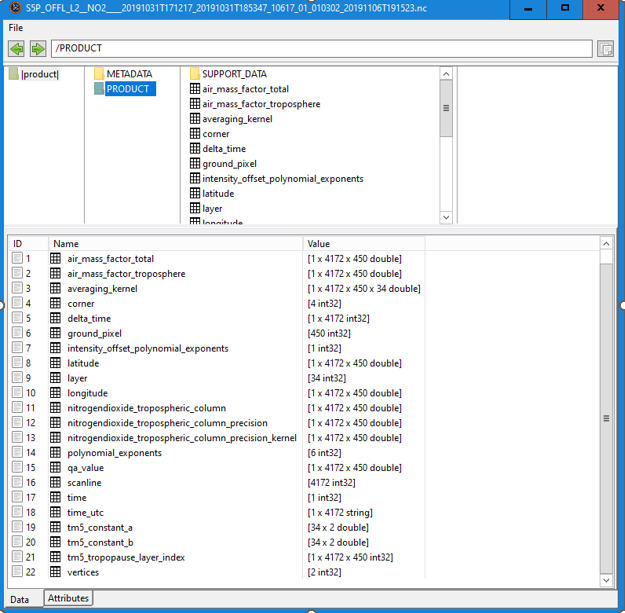 S5P_OFFL_L2__NO2____20191031T171217_20191031T185347_10617_01_010302_20191106T191523.nc
File
/PRODUCT
|product|
METADATA
PRODUCT
SUPPORT_DATA
air_mass_factor_total
air_mass_factor_troposphere
averaging_kernel
corner
delta_time
ground_pixel
intensity_offset_polynomial_exponents
latitude
layer
longitude
ID Name Value
1 air_mass_factor_total [1 x 4172 x 450 double]
2 air_mass_factor_troposphere [1 x 4172 x 450 double]
3 averaging_kernel [1 x 4172 x 450 x 34 double]
4 corner [4 int32]
5 delta_time [1 x 4172 int32]
6 ground_pixel [450 int32]
7 intensity_offset_polynomial_exponents [1 int32]
8 latitude [1 x 4172 x 450 double]
9 layer [34 int32]
10 longitude [1 x 4172 x 450 double]
11 nitrogendioxide_tropospheric_column [1 x 4172 x 450 double]
12 nitrogendioxide_tropospheric_column_precision [1 x 4172 x 450 double]
13 nitrogendioxide_tropospheric_column_precision_kernel [1 x 4172 x 450 double]
14 polynomial_exponents [6 int32]
15 qa_value [1 x 4172 x 450 double]
16 scanline [4172 int32]
17 time [1 int32]
18 time_utc [1 x 4172 string]
19 tm5_constant_a [34 x 2 double]
20 tm5_constant_b [34 x 2 double]
21 tm5_tropopause_layer_index [1 x 4172 x 450 int32]
22 vertices [2 int32]
Data Attributes